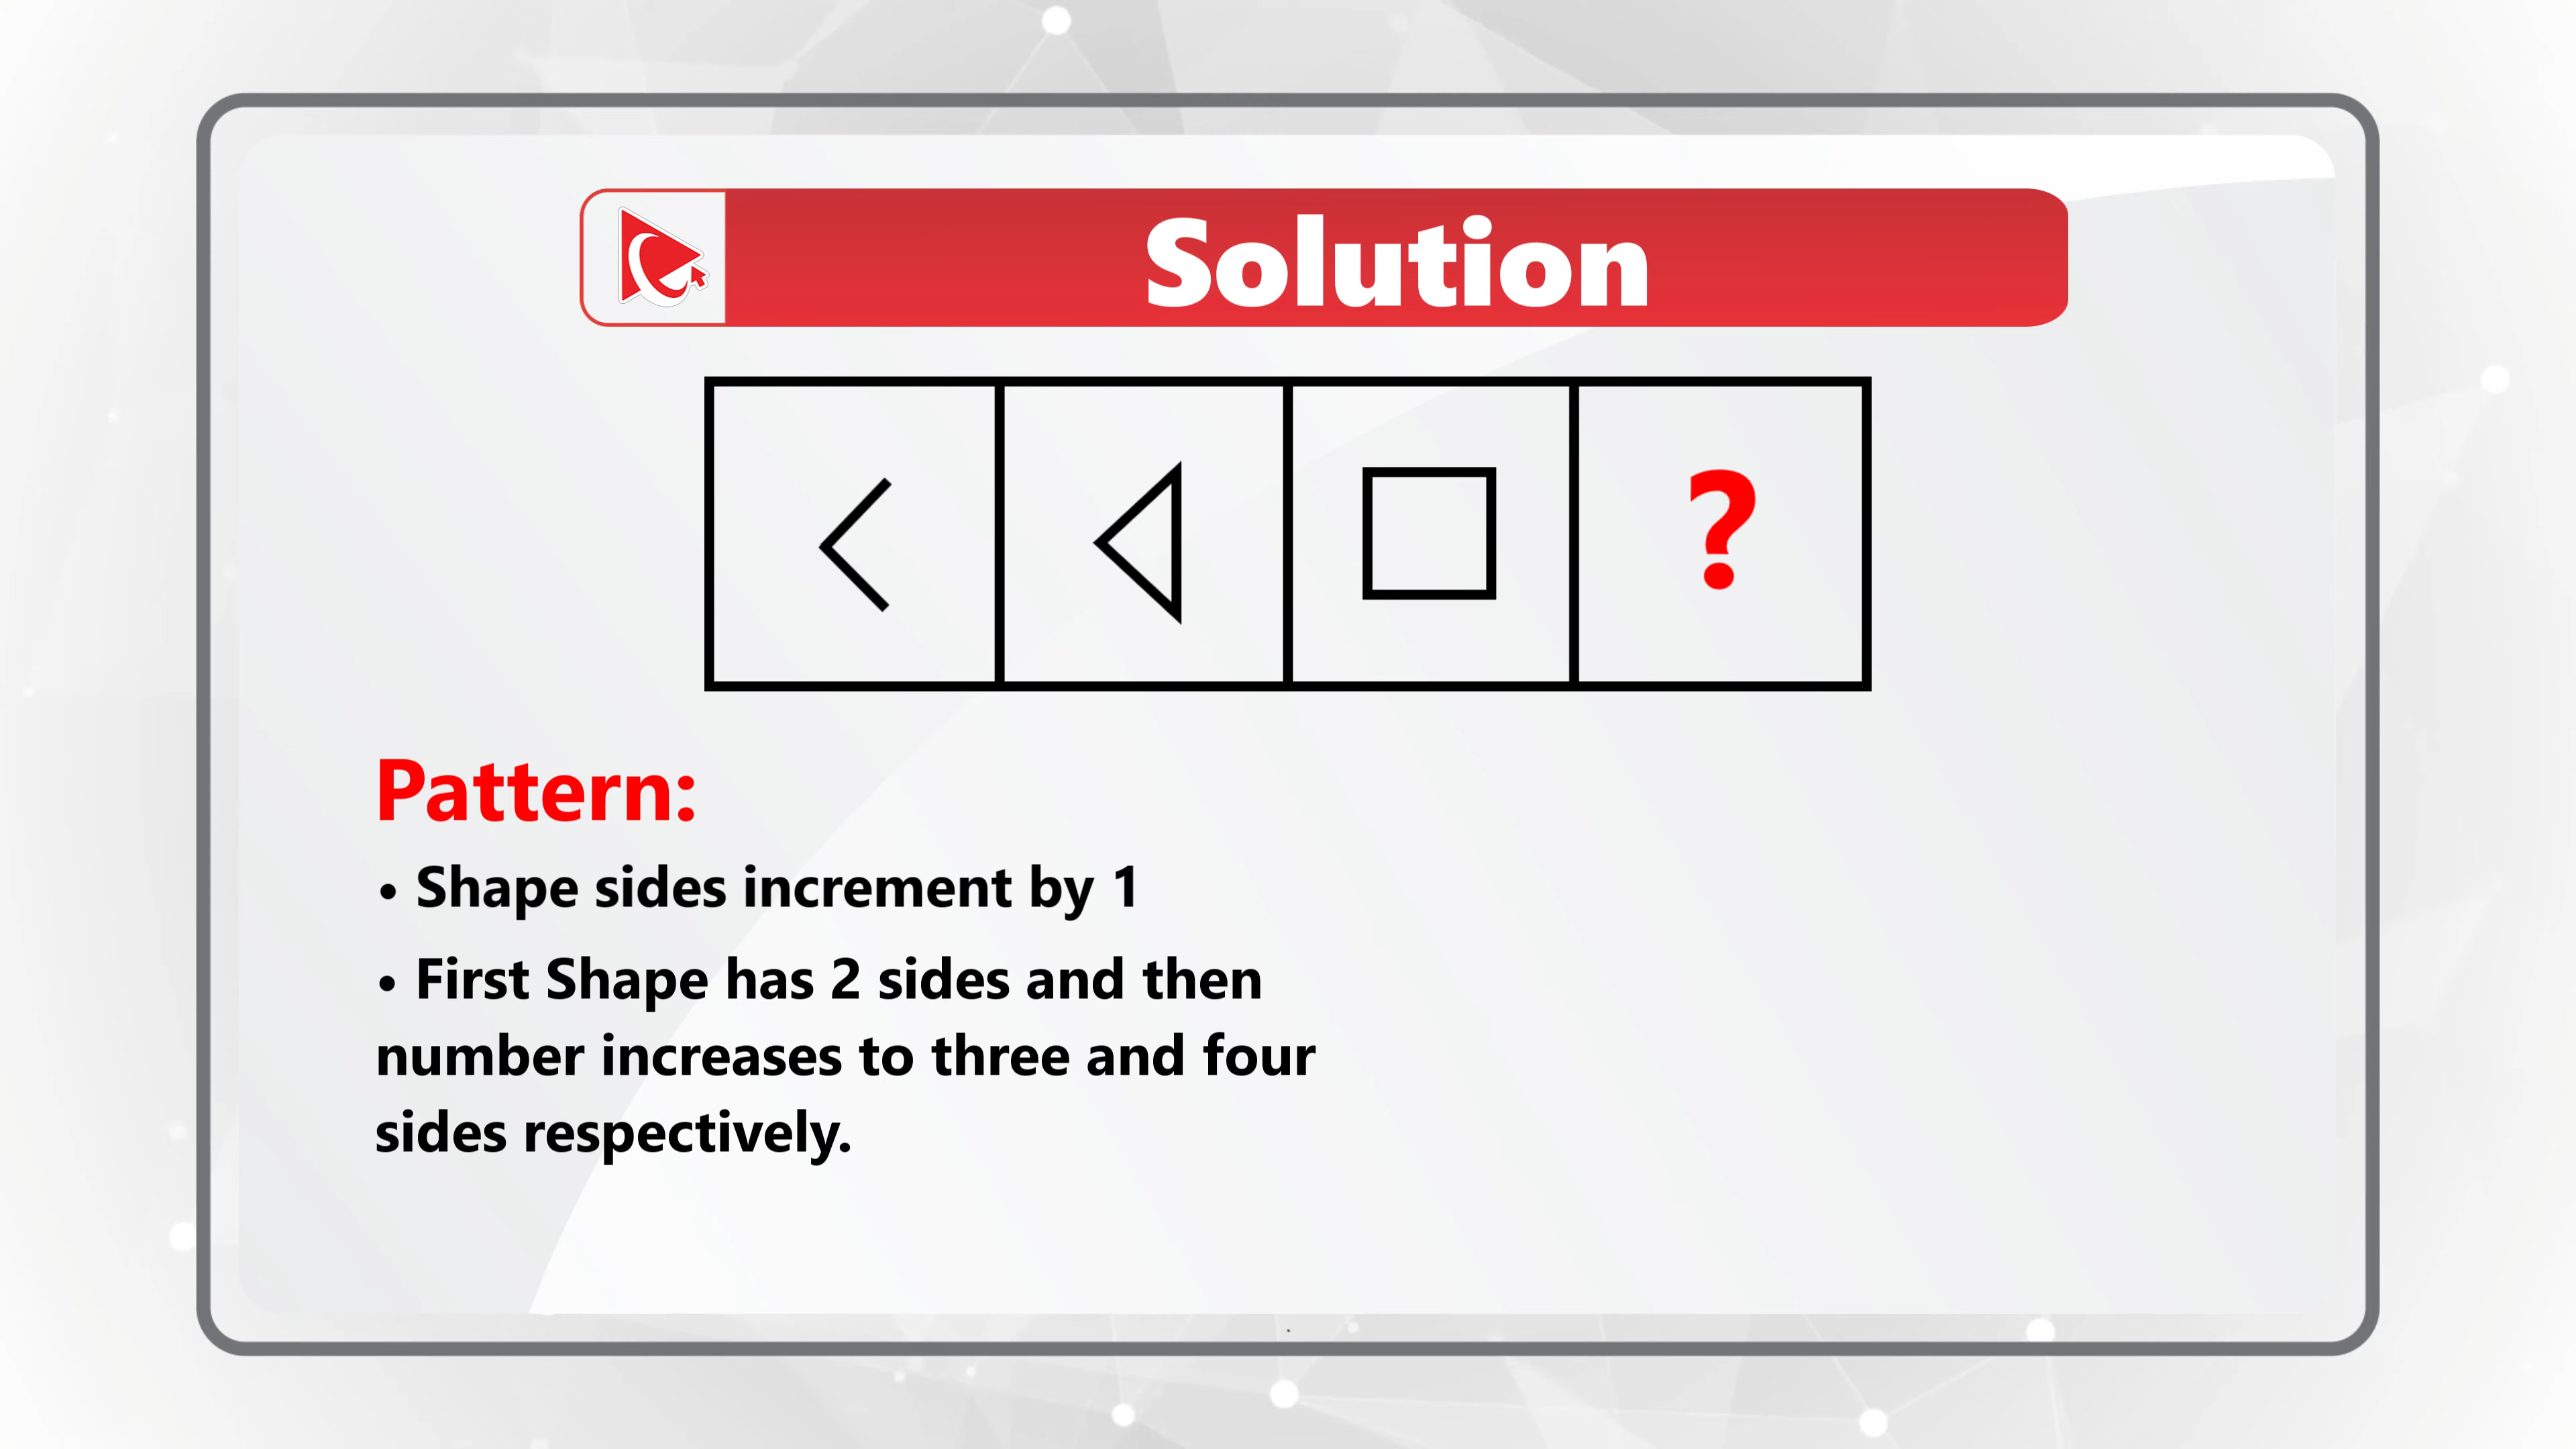 Solution
?
Pattern:
• Shape sides increment by 1
• First Shape has 2 sides and then
number increases to three and four
sides respectively.